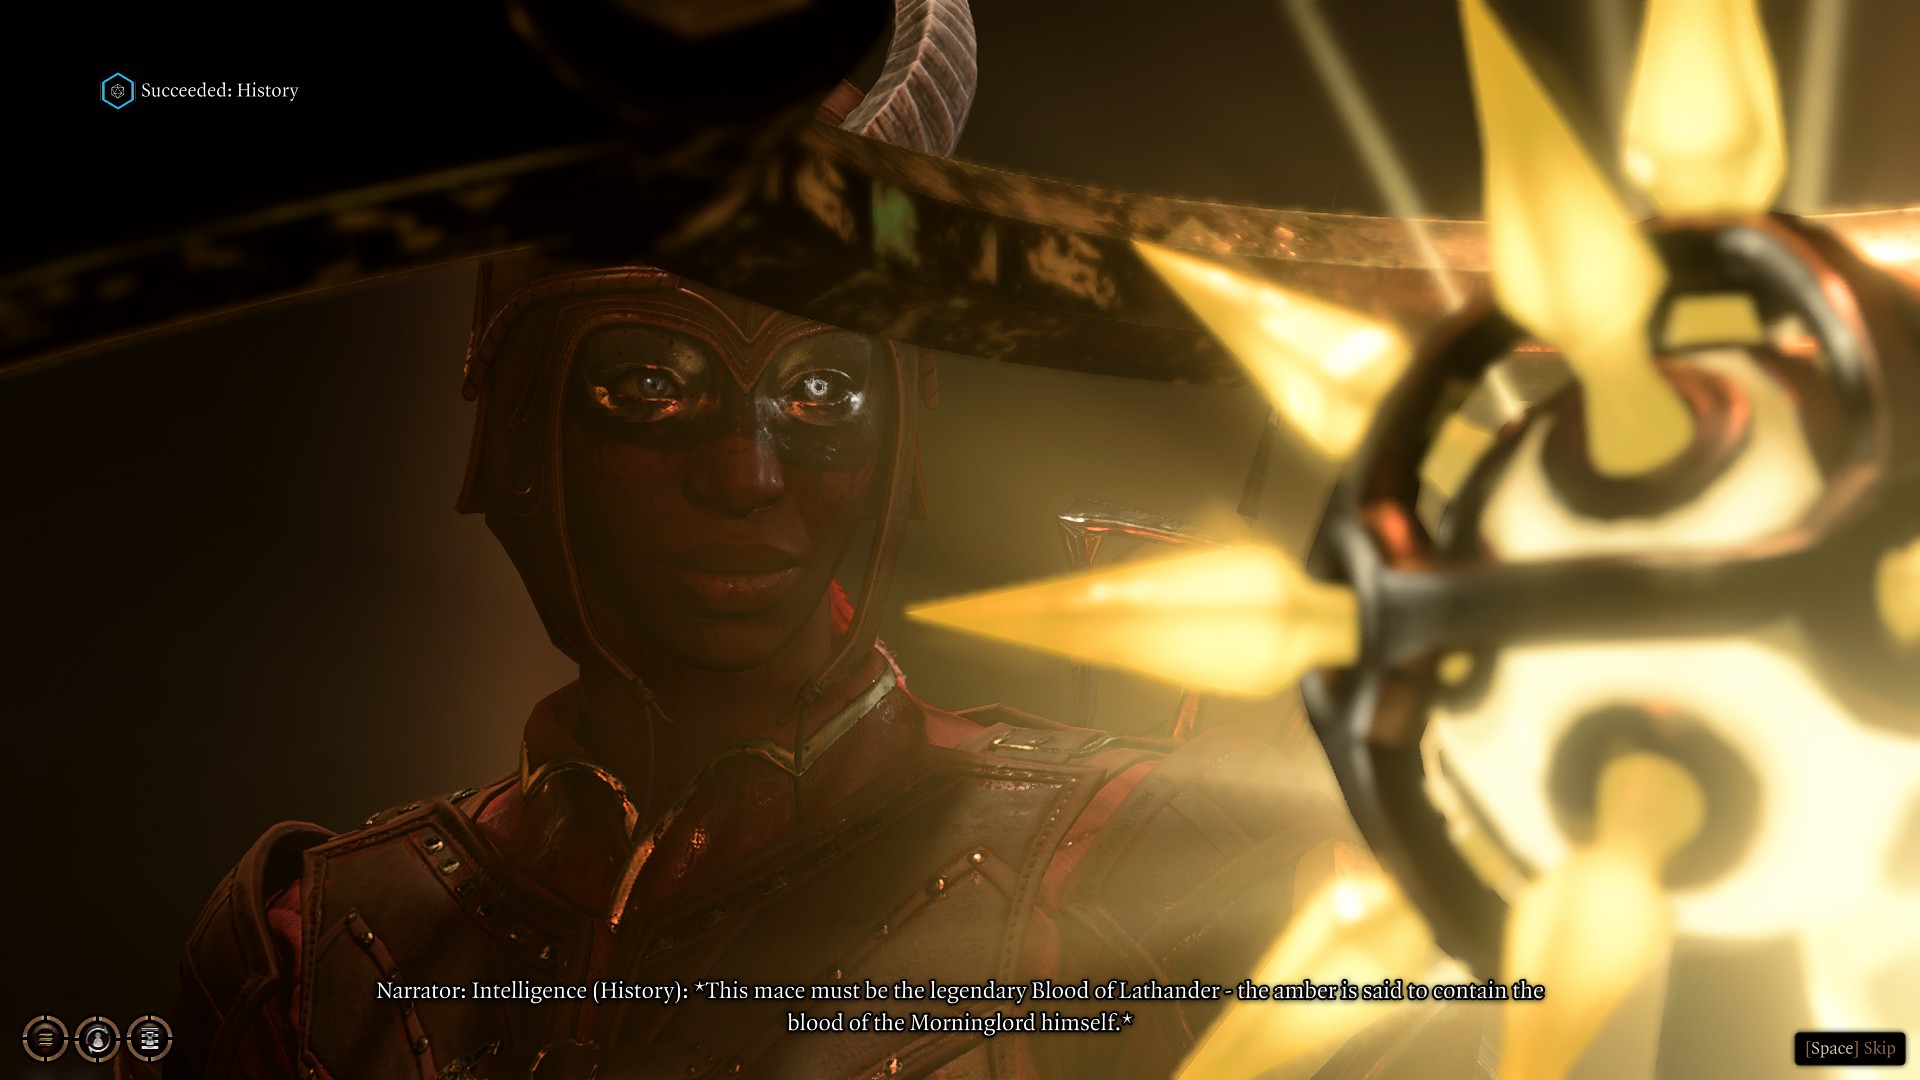 Succeeded: History
Narrator: Intelligence (History): *This mace must be the legendary Blood of Lathander - the amber is said to contain the
blood of the Morninglord himself.*
[Space] Skip